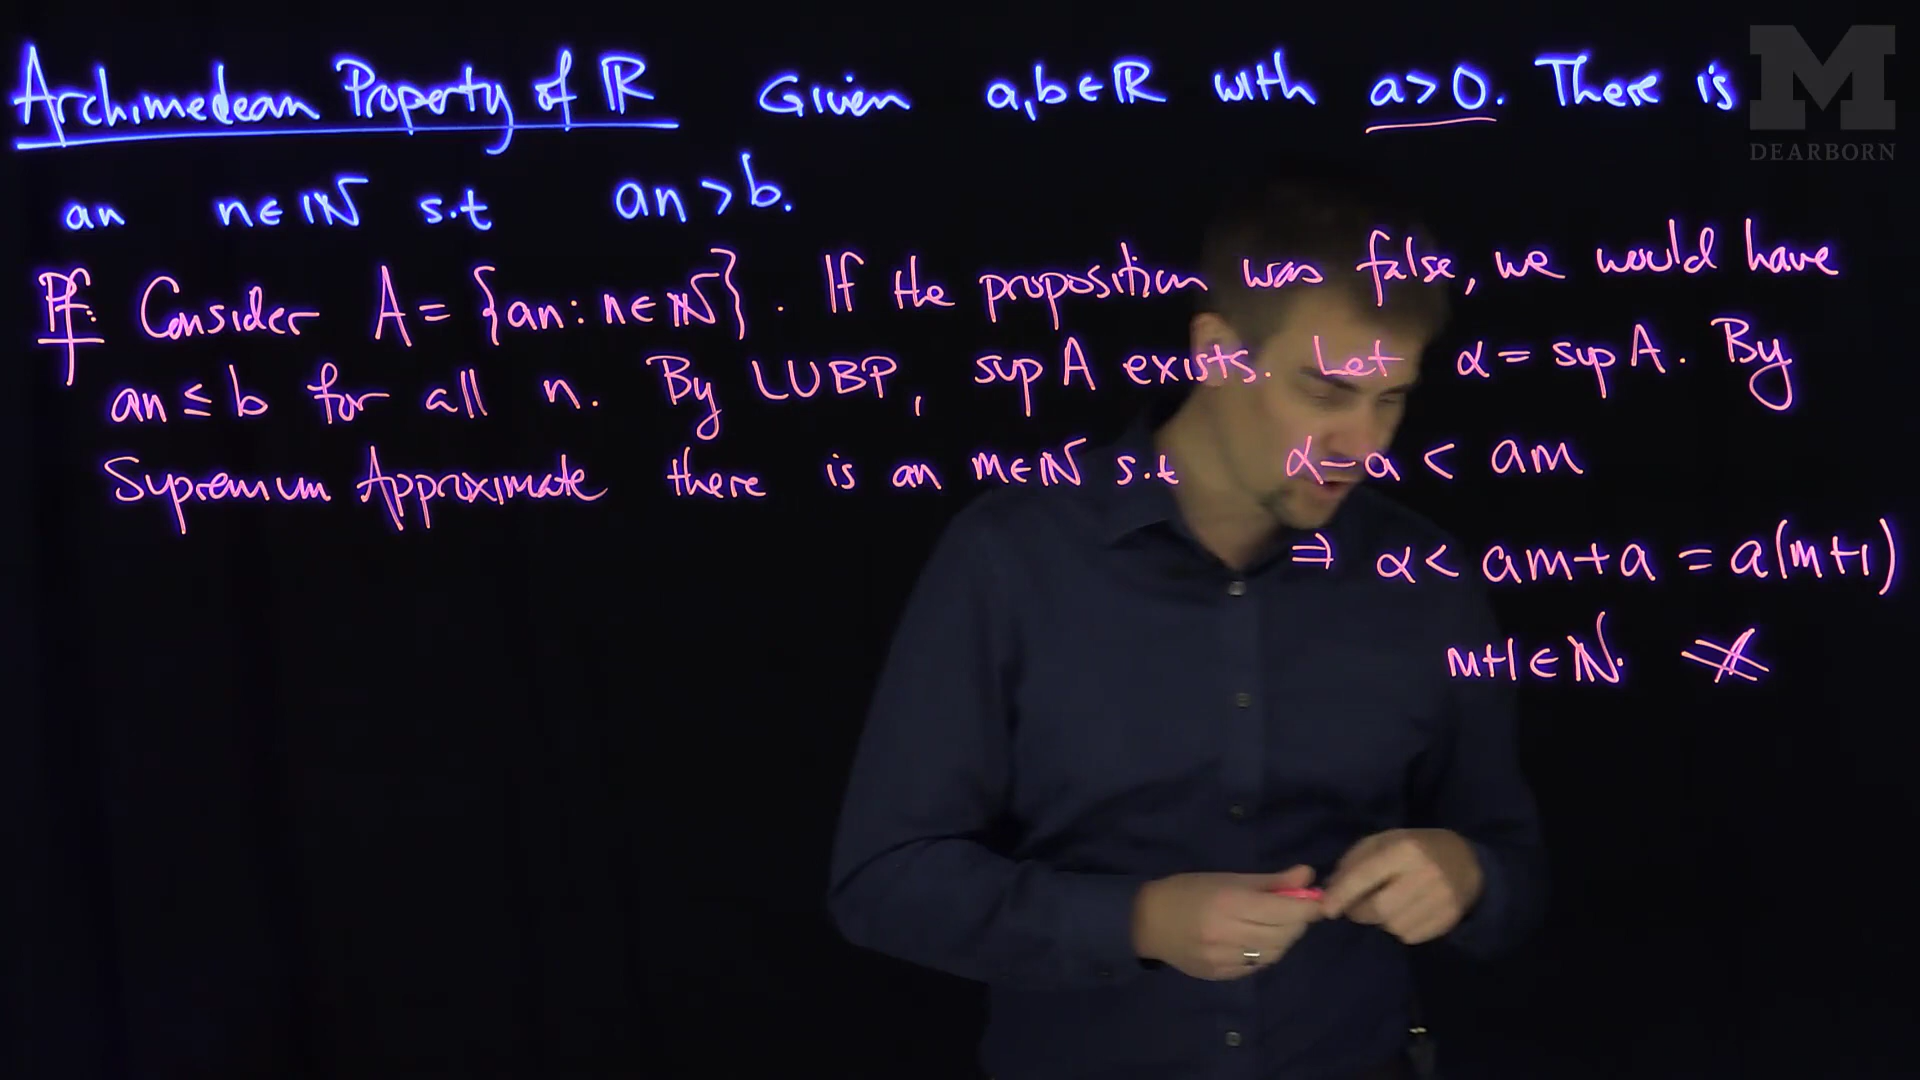 Archimedean Property of ℝ Given a,b∈ℝ with a>0. There is
an n∈ℕ s.t an>b.
Pf: Consider A = {an : n∈ℕ}. If the proposition was false, we would have
an ≤ b for all n. By LUBP, sup A exists. Let α = sup A. By
Supremum Approximate there is an m∈ℕ s.t α-a < am
⇒ α < am+a = a(m+1)
m+1∈ℕ.
M
DEARBORN